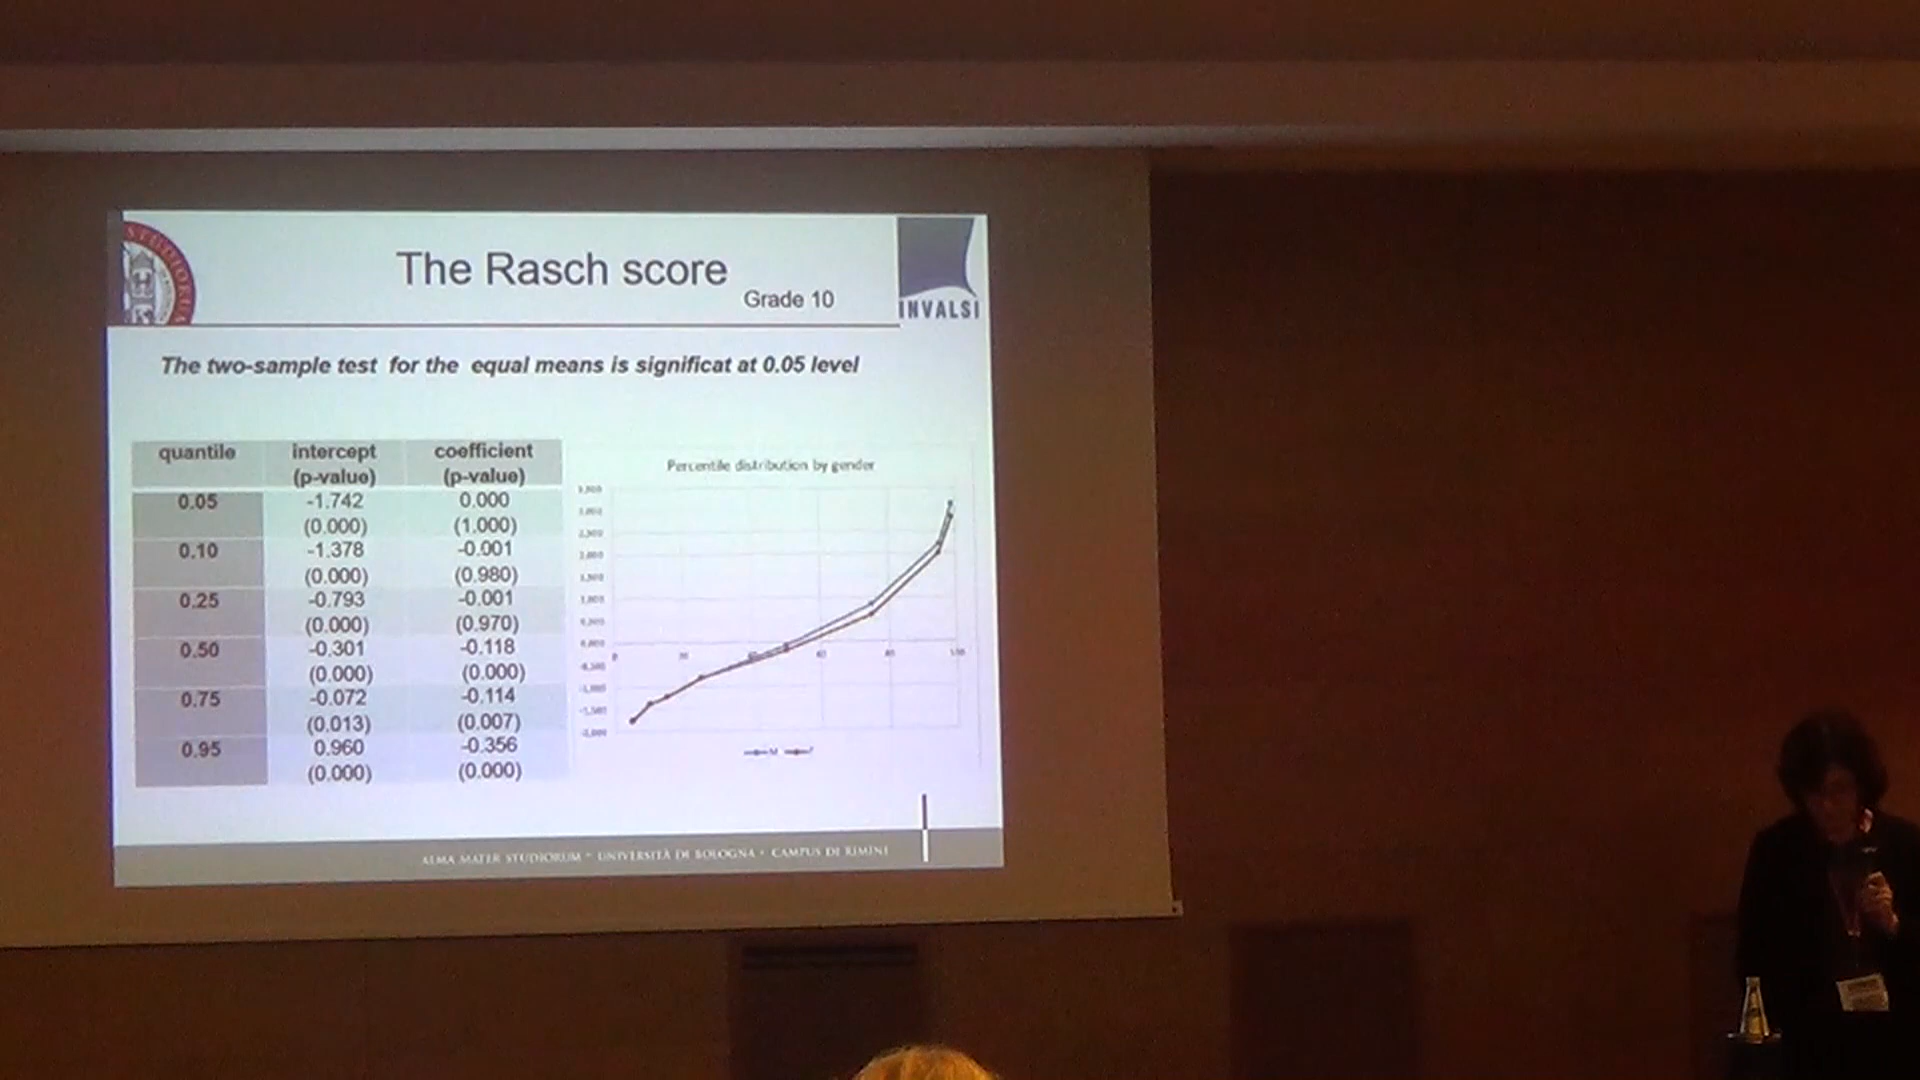 The Rasch score
Grade 10
INVALSI
The two-sample test for the equal means is significat at 0.05 level
quantile intercept coefficient
(p-value) (p-value)
0.05 -1.742 0.000
(0.000) (1.000)
0.10 -1.378 -0.001
(0.000) (0.980)
0.25 -0.793 -0.001
(0.000) (0.970)
0.50 -0.301 -0.118
(0.000) (0.000)
0.75 -0.072 -0.114
(0.013) (0.007)
0.95 0.960 -0.356
(0.000) (0.000)
Percentile distribution by gender
ALMA MATER STUDIORUM ~ UNIVERSITÀ DI BOLOGNA • CAMPUS DI RIMINI